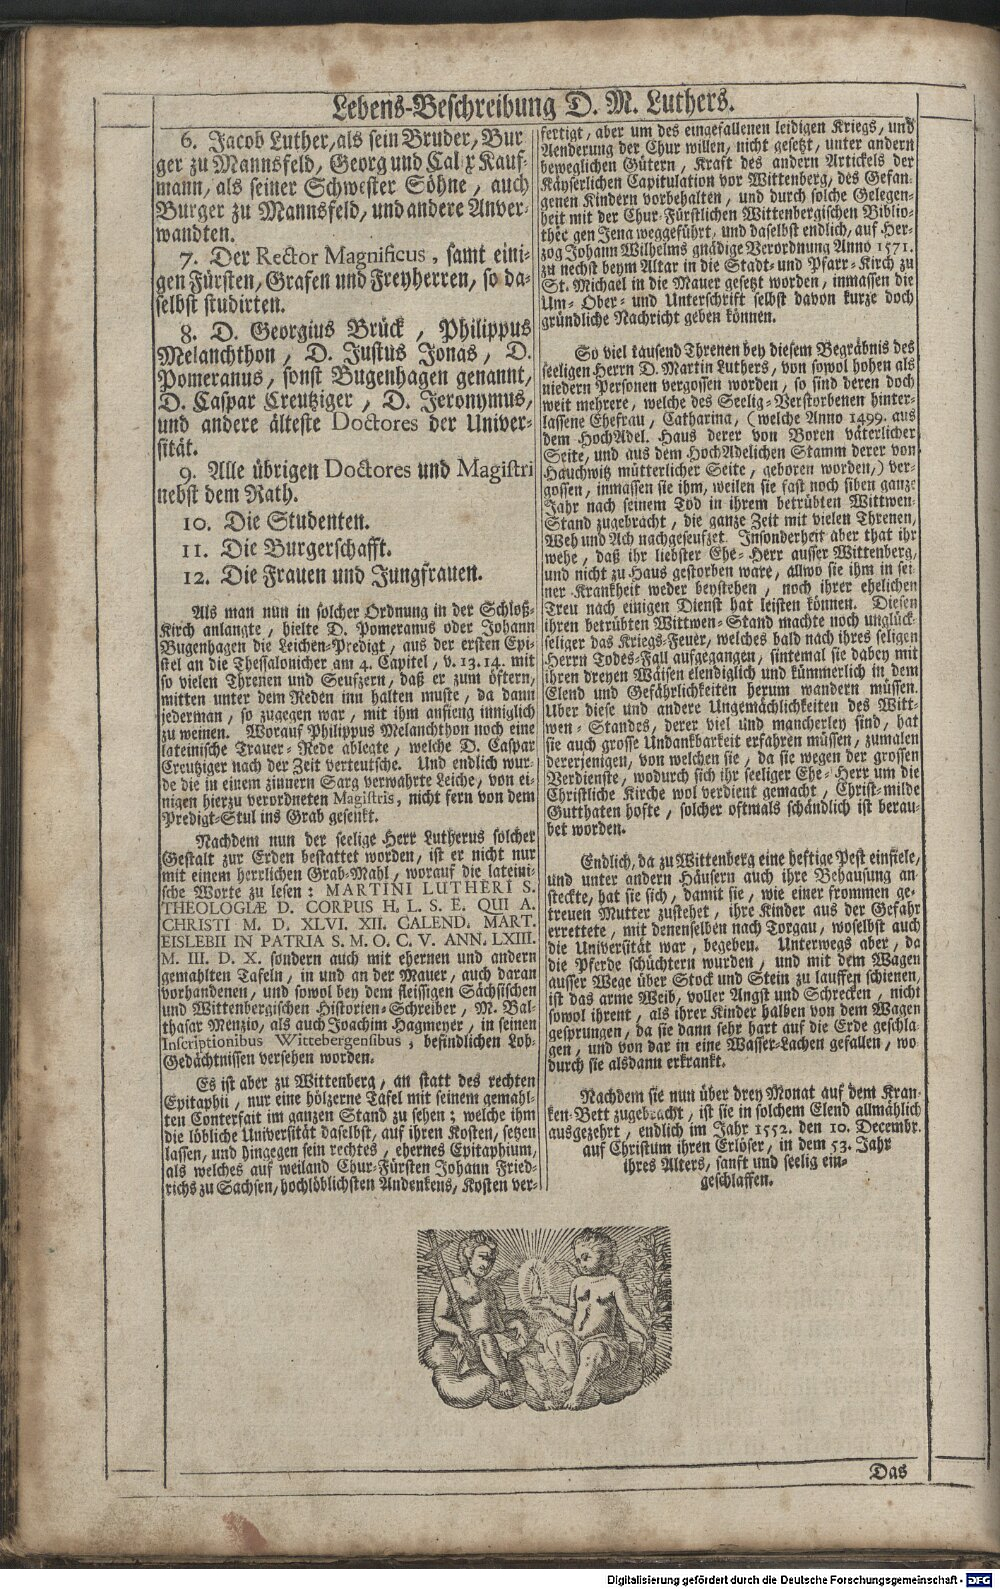 Lebens-Beschreibung D. M. Luthers.
6. Jacob Luther, als sein Bruder, Bur
ger zu Mannsfeld, Georg und Kauf-
mann, als seiner Schwester Söhne, auch
Burger zu Mannsfeld, und andere Anver-
wandten.
7. Der Rector Magnificus, samt eini-
gen Fürsten, Grafen und Freyherren, so da-
selbst studirten.
8. D. Georgius Brück, Philippus
Melanchthon, D. Justus Jonas, D.
Pomeranus, sonst Bugenhagen genannt,
D. Caspar Creutziger, D. Jeronymus,
und andere älteste Doctores der Univer-
sität.
9. Alle übrigen Doctores und Magistri
nebst dem Rath.
10. Die Studenten.
11. Die Burgerschafft.
12. Die Frauen und Jungfrauen.
Als man nun in solcher Ordnung in der Schloß-
Kirch anlangte, hielte D. Pomeranus oder Johann
Bugenhagen die Leichen-Predigt, aus der ersten Epi-
stel an die Thessalonicher am 4. Capitel, v. 13. 14. mit
so vielen Threnen und Seufzern, daß er zum öftern,
mitten unter dem Reden inn halten muste, da dann
jederman, so zugegen war, mit ihm anfieng inniglich
zu weinen. Worauf Philippus Melanchthon noch eine
lateinische Trauer-Rede ablegte, welche D. Caspar
Creutziger nach der Zeit verteutsche. Und endlich wur-
de die in einem zinnern Sarg verwahrte Leiche, von ei-
nigen hierzu verordneten Magistris, nicht fern von dem
Predigt-Stul ins Grab gesenkt.
Nachdem nun der seelige Herr Lutherus solcher
Gestalt zur Erden bestattet worden, ist er nicht nur
mit einem herrlichen Grab-Mahl, worauf die lateini-
sche Worte zu lesen: MARTINI LUTHERI S.
THEOLOGIÆ D. CORPUS H. L. S. E. QUI A.
CHRISTI M. D. XLVI. XII. CALEND. MART.
EISLEBII IN PATRIA S. M. O. C. V. ANN. LXIII.
M. III. D. X. sondern auch mit ehernen und andern
gemahlten Tafeln, in und an der Mauer, auch daran
vorhandenen, und sowol bey dem fleissigen Sächsischen
und Wittenbergischen Historien-Schreiber, M. Bal-
thasar Menzio, als auch Joachim Hagmeyer, in seinen
Inscriptionibus Wittebergensibus, befindlichen Lob-
Gedächtnissen versehen worden.
Es ist aber zu Wittenberg, an statt des rechten
Epitaphii, nur eine hölzerne Tafel mit seinem gemahl-
ten Conterfait im ganzen Stand zu sehen; welche ihm
die löbliche Universität daselbst, auf ihren Kosten, setzen
lassen, und hingegen sein rechtes, ehernes Epitaphium,
als welches auf weiland Chur-Fürsten Johann Fried-
richs zu Sachsen, hochlöblichsten Andenkens, Kosten ver-
fertigt, aber um des eingefallenen leidigen Kriegs, und
Aenderung der Chur willen, nicht gesetzt, unter andern
beweglichen Gütern, Kraft des andern Artickels der
Käyserlichen Capitulation vor Wittenberg, des Gefan-
genen Kindern vorbehalten, und durch solche Gelegen-
heit mit der Chur-Fürstlichen Wittenbergischen Biblio-
thec gen Jena weggeführt, und daselbst endlich, auf Her-
zog Johann Wilhelms gnädige Verordnung Anno 1571.
zu nechst beym Altar in die Stadt- und Pfarr-Kirch zu
St. Michael in die Mauer gesetzt worden, inmassen die
Um- Ober- und Unterschrift selbst davon kurze doch
gründliche Nachricht geben können.
So viel tausend Threnen bey diesem Begräbnis des
seeligen Herrn D. Martin Luthers, von sowol hohen als
niedern Personen vergossen worden, so sind deren doch
weit mehrere, welche des Seelig-Verstorbenen hinter-
lassene Ehefrau, Catharina, (welche Anno 1499. aus
dem HochAdel. Haus derer von Boren väterlicher
Seite, und aus dem HochAdelichen Stamm derer von
Hauchwitz mütterlicher Seite, geboren worden,) ver-
gossen, inmassen sie ihm, weilen sie fast noch siben ganze
Jahr nach seinem Tod in ihrem betrübten Wittwen-
Stand zugebracht, die ganze Zeit mit vielen Threnen,
Weh und Ach nachgeseufzet. Insonderheit aber that ihr
wehe, daß ihr liebster Ehe-Herr ausser Wittenberg,
und nicht zu Haus gestorben ware, allwo sie ihm in sei-
ner Krankheit weder beystehen, noch ihrer ehelichen
Treu nach einigen Dienst hat leisten können. Diesen
ihren betrübten Wittwen-Stand machte noch unglück-
seliger das Kriegs-Feuer, welches bald nach ihres seligen
Herrn Todes-Fall aufgegangen, sintemal sie dabey mit
ihren dreyen Wäisen elendiglich und kümmerlich in dem
Elend und Gefährlichkeiten herum wandern müssen.
Uber diese und andere Ungemächlichkeiten des Witt-
wen-Standes, derer viel und mancherley sind, hat
sie auch grosse Undankbarkeit erfahren müssen, zumalen
dererjenigen, von welchen sie, da sie wegen der grossen
Verdienste, wodurch sich ihr seeliger Ehe-Herr um die
Christliche Kirche wol verdient gemacht, Christ-milde
Gutthaten hofte, solcher oftmals schändlich ist berau-
bet worden.
Endlich, da zu Wittenberg eine heftige Pest einfiele,
und unter andern Häusern auch ihre Behausung an-
steckte, hat sie sich, damit sie, wie einer frommen ge-
treuen Mutter zustehet, ihre Kinder aus der Gefahr
errettete, mit denenselben nach Torgau, woselbst auch
die Universität war, begeben. Unterwegs aber, da
die Pferde schüchtern wurden, und mit dem Wagen
ausser Wege über Stock und Stein zu lauffen schienen,
ist das arme Weib, voller Angst und Schrecken, nicht
sowol ihrent, als ihrer Kinder halben von dem Wagen
gesprungen, da sie dann sehr hart auf die Erde geschla-
gen, und von dar in eine Wasser-Lachen gefallen, wo
durch sie alsdann erkrankt.
Nachdem sie nun über drey Monat auf dem Kran-
ken-Bett zugebracht, ist sie in solchem Elend allmählich
ausgezehrt, endlich im Jahr 1552. den 10. Decembr.
auf Christum ihren Erlöser, in dem 53. Jahr
ihres Alters, sanft und seelig ein-
geschlaffen.
Das
Digitalisierung gefördert durch die Deutsche Forschungsgemeinschaft - DFG